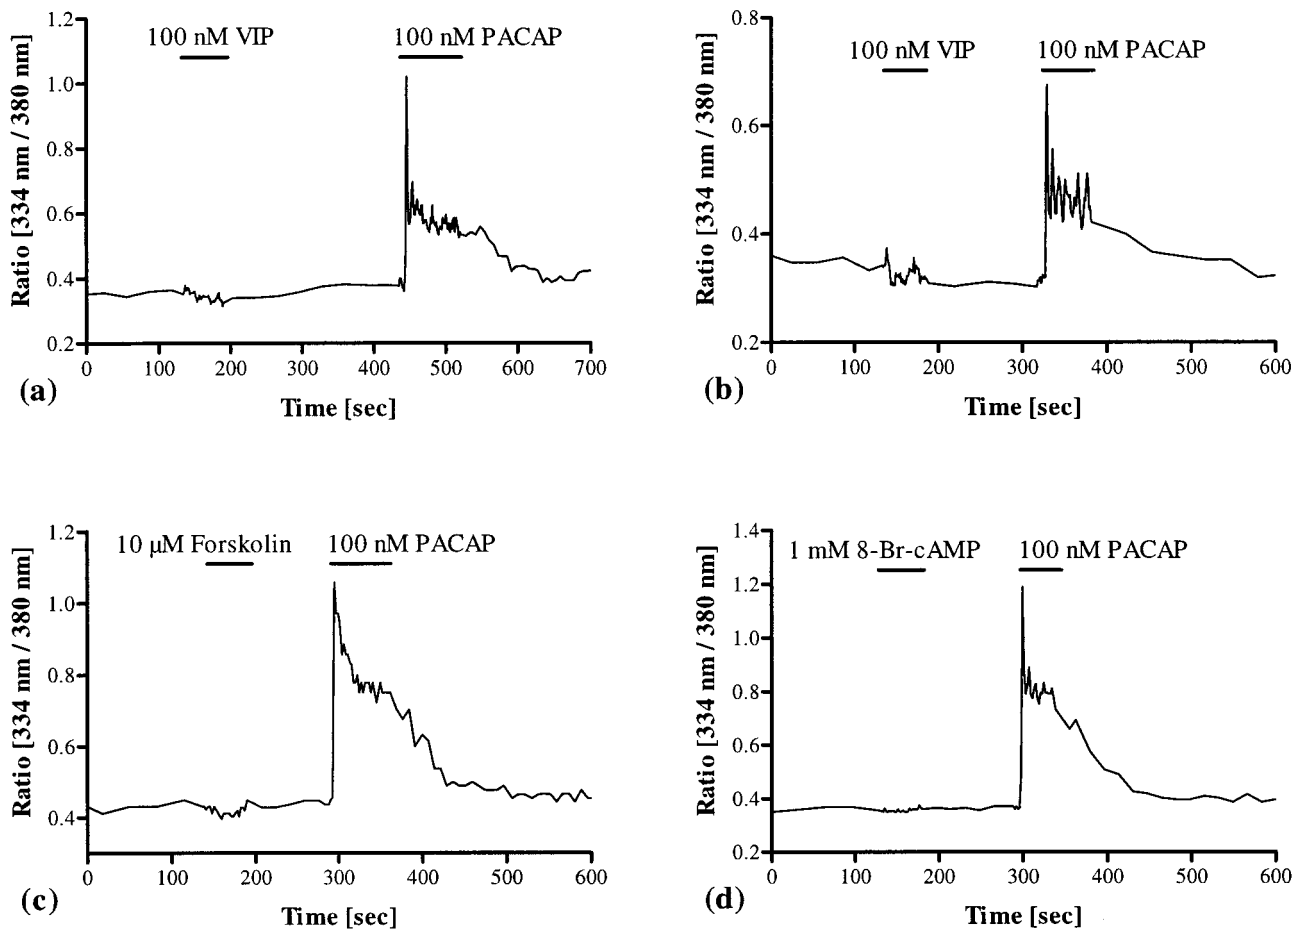 1.2
100 nM VIP
100 nM PACAP
1.0
0.8
0.6
0.4
0.2
Ratio [334 nm / 380 nm]
0 100 200 300 400 500 600 700
(a)
Time [sec]
0.8
100 nM VIP
100 nM PACAP
0.6
0.4
0.2
Ratio [334 nm / 380 nm]
0 100 200 300 400 500 600
(b)
Time [sec]
1.2
10 µM Forskolin
100 nM PACAP
1.0
0.8
0.6
0.4
Ratio [334 nm / 380 nm]
0 100 200 300 400 500 600
(c)
Time [sec]
1.4
1 mM 8-Br-cAMP
100 nM PACAP
1.2
1.0
0.8
0.6
0.4
0.2
Ratio [334 nm / 380 nm]
0 100 200 300 400 500 600
(d)
Time [sec]